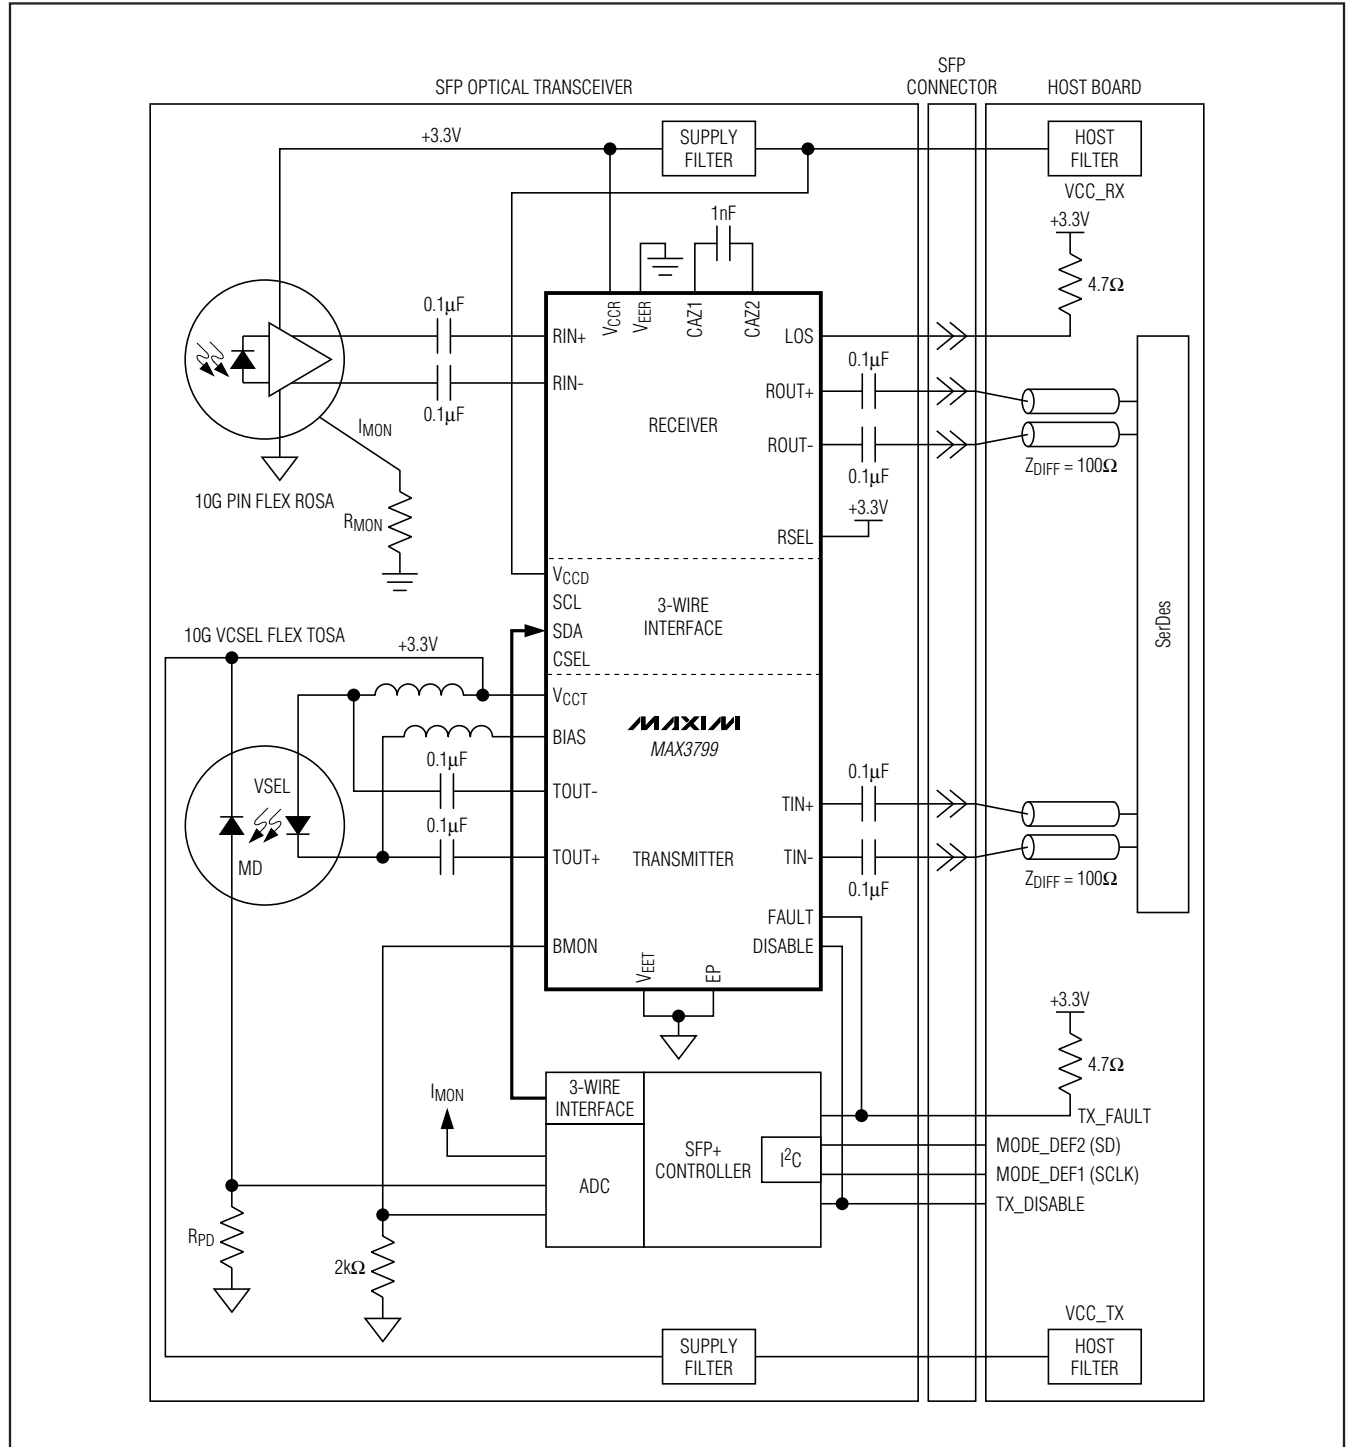 SFP OPTICAL TRANSCEIVER
SFP
CONNECTOR
HOST BOARD
+3.3V
SUPPLY
FILTER
HOST
FILTER
VCC_RX
+3.3V
4.7Ω
1nF
VCCR
VEER
CAZ1
CAZ2
0.1µF
0.1µF
RIN+
RIN-
LOS
ROUT+
ROUT-
RECEIVER
0.1µF
0.1µF
ZDIFF = 100Ω
IMON
10G PIN FLEX ROSA
RMON
+3.3V
RSEL
VCCD
SCL
SDA
CSEL
3-WIRE
INTERFACE
SerDes
10G VCSEL FLEX TOSA
+3.3V
VCCT
BIAS
MAXIM
MAX3799
VSEL
MD
0.1µF
0.1µF
TOUT-
TOUT+
TRANSMITTER
TIN+
TIN-
0.1µF
0.1µF
ZDIFF = 100Ω
FAULT
DISABLE
BMON
VEET
EP
+3.3V
4.7Ω
IMON
3-WIRE
INTERFACE
ADC
SFP+
CONTROLLER
I2C
TX_FAULT
MODE_DEF2 (SD)
MODE_DEF1 (SCLK)
TX_DISABLE
RPD
2kΩ
SUPPLY
FILTER
VCC_TX
HOST
FILTER